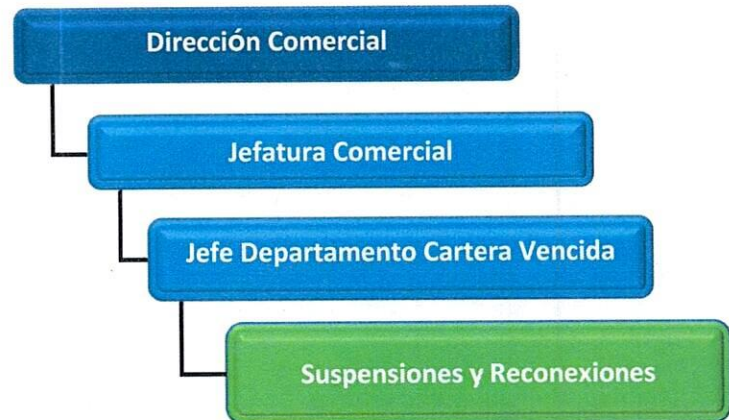 Dirección Comercial
Jefatura Comercial
Jefe Departamento Cartera Vencida
Suspensiones y Reconexiones